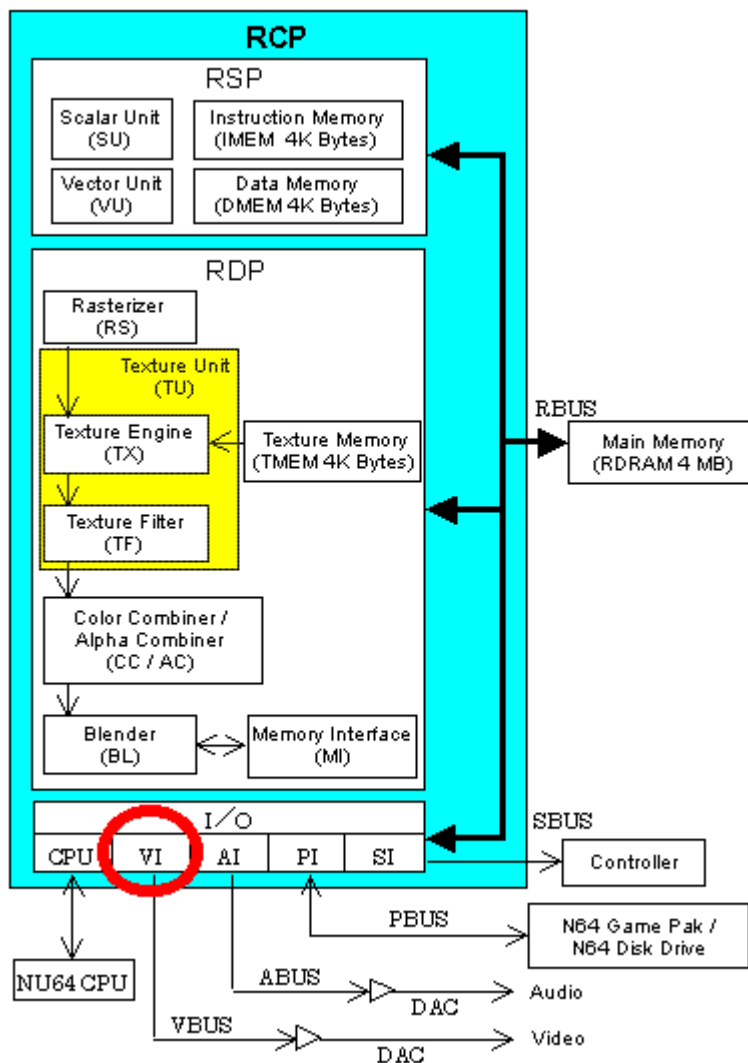 RCP
RSP
Scalar Unit
(SU)
Instruction Memory
(IMEM 4K Bytes)
Vector Unit
(VU)
Data Memory
(DMEM 4K Bytes)
RDP
Rasterizer
(RS)
Texture Unit
(TU)
Texture Engine
(TX)
Texture Memory
(TMEM 4K Bytes)
Texture Filter
(TF)
Color Combiner /
Alpha Combiner
(CC / AC)
Blender
(BL)
Memory Interface
(MI)
RBUS
Main Memory
(RDRAM 4 MB)
I/O
CPU
VI
AI
PI
SI
SBUS
Controller
PBUS
N64 Game Pak /
N64 Disk Drive
NU64 CPU
ABUS
DAC
Audio
VBUS
DAC
Video